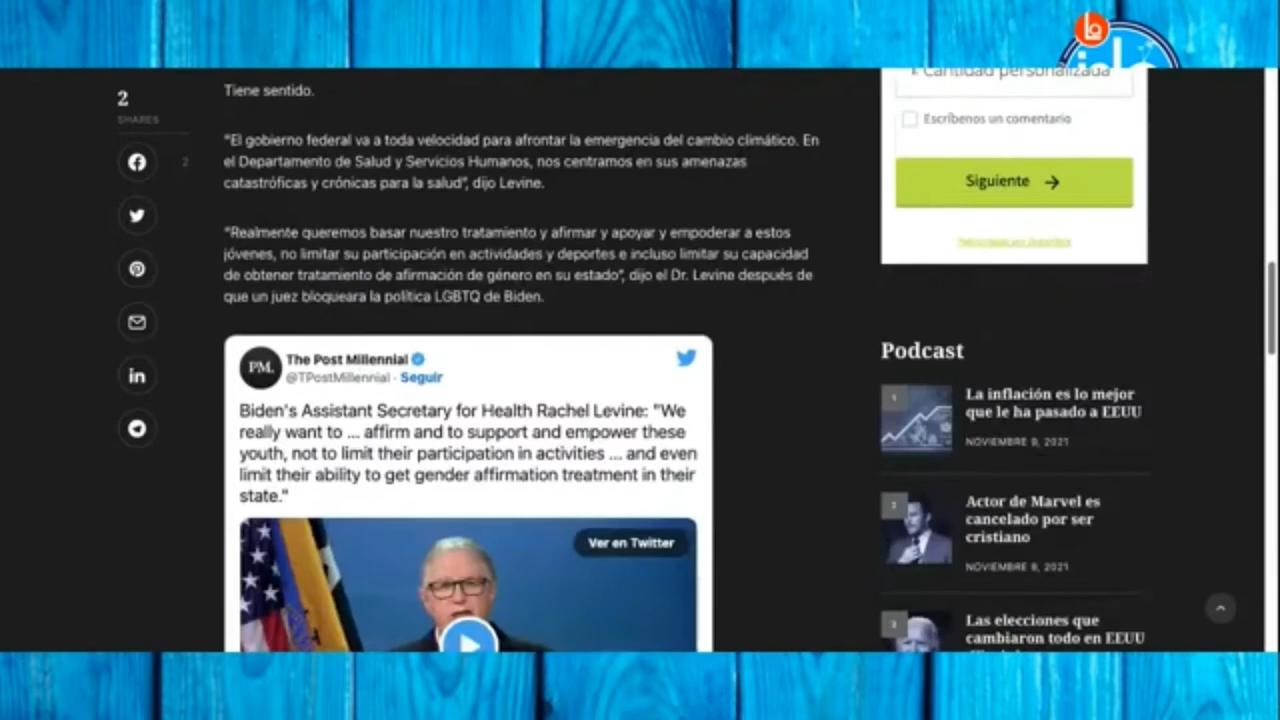 la
isla
Tiene sentido.
"El gobierno federal va a toda velocidad para afrontar la emergencia del cambio climático. En
el Departamento de Salud y Servicios Humanos, nos centramos en sus amenazas
catastróficas y crónicas para la salud", dijo Levine.
"Realmente queremos basar nuestro tratamiento y afirmar y apoyar y empoderar a estos
jóvenes, no limitar su participación en actividades y deportes e incluso limitar su capacidad
de obtener tratamiento de afirmación de género en su estado", dijo el Dr. Levine después de
que un juez bloqueara la política LGBTQ de Biden.
2
SHARES
2
PM.
The Post Millennial
@TPostMillennial · Seguir
Biden's Assistant Secretary for Health Rachel Levine: "We
really want to ... affirm and to support and empower these
youth, not to limit their participation in activities ... and even
limit their ability to get gender affirmation treatment in their
state."
Ver en Twitter
Cantidad personalizada
Escríbenos un comentario
Siguiente →
Podcast
1
La inflación es lo mejor
que le ha pasado a EEUU
NOVIEMBRE 9, 2021
2
Actor de Marvel es
cancelado por ser
cristiano
NOVIEMBRE 8, 2021
3
Las elecciones que
cambiaron todo en EEUU